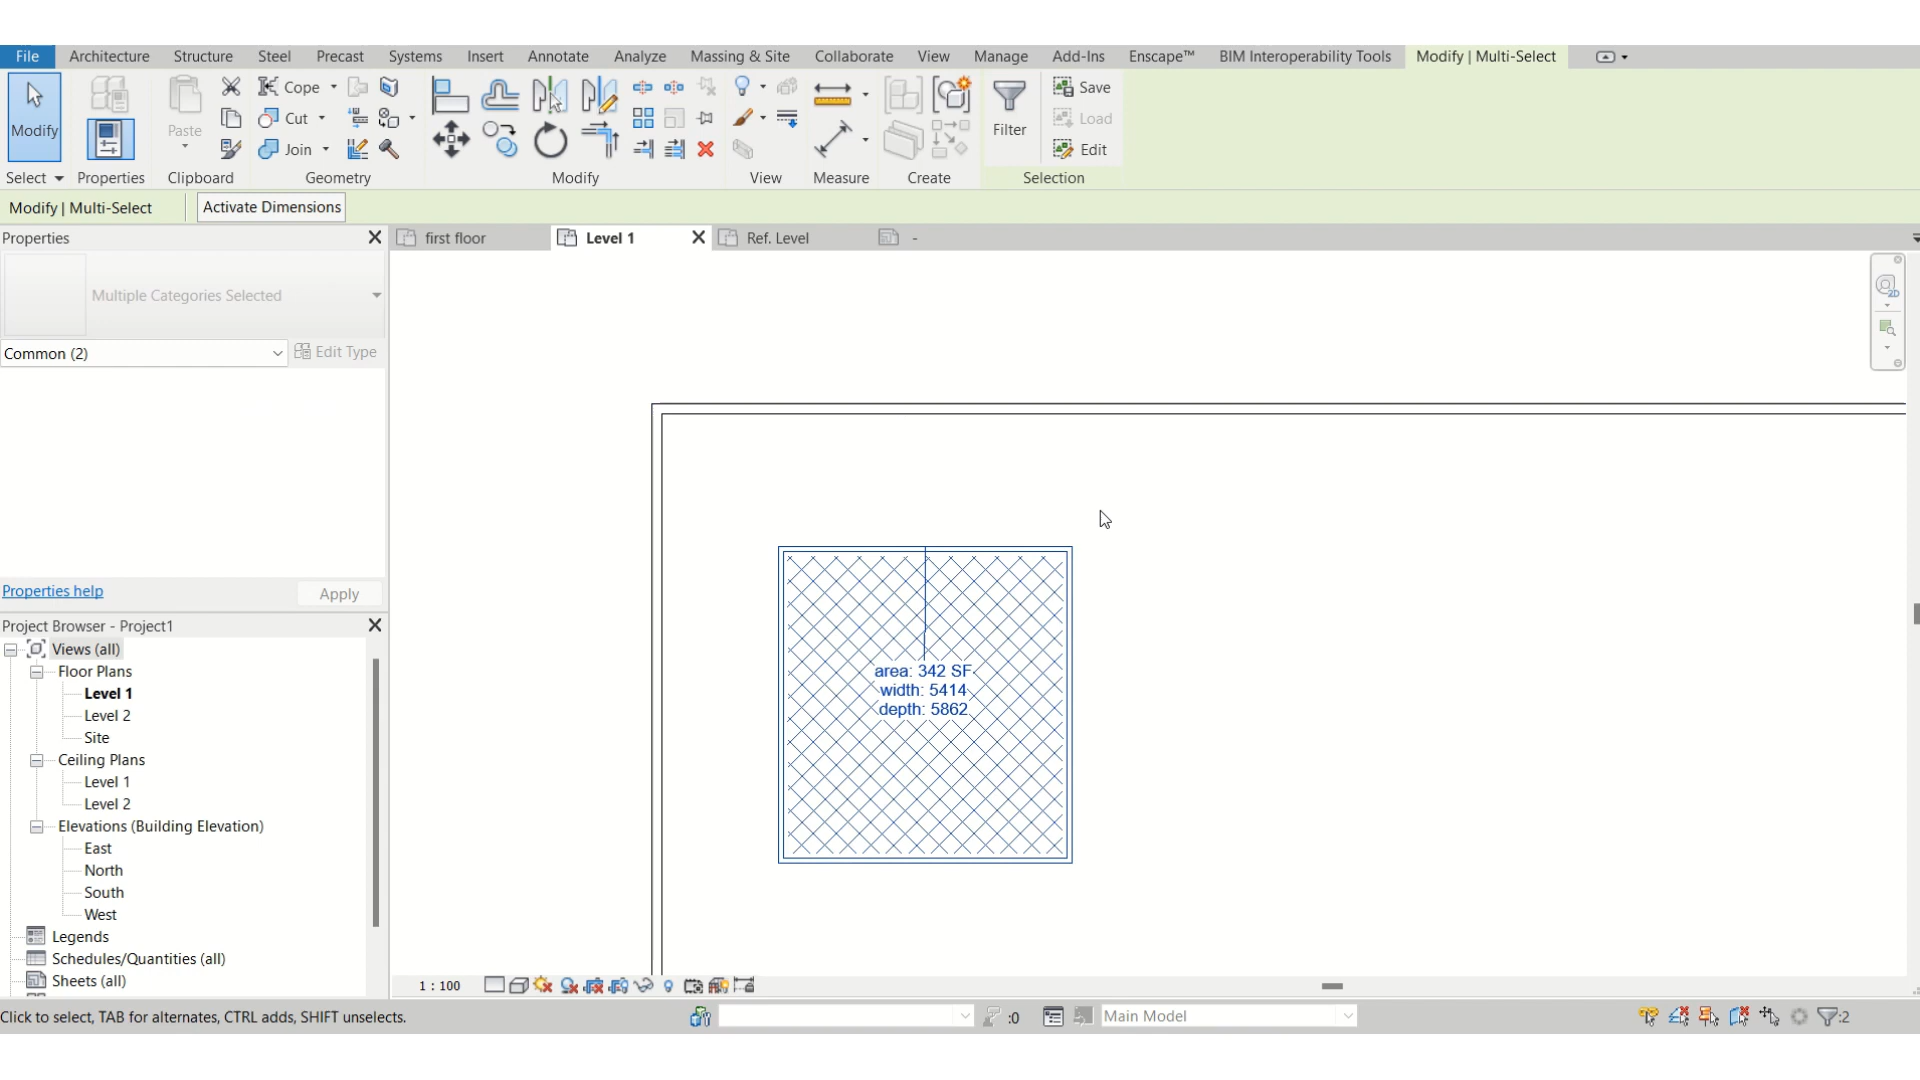 File Architecture Structure Steel Precast Systems Insert Annotate Analyze Massing & Site Collaborate View Manage Add-Ins Enscape™ BIM Interoperability Tools Modify | Multi-Select
Modify Paste Cope Cut Join Filter Save Load Edit
Select Properties Clipboard Geometry Modify View Measure Create Selection
Modify | Multi-Select Activate Dimensions
Properties first floor Level 1 Ref. Level -
2D
Multiple Categories Selected
Common (2) Edit Type
Properties help Apply
Project Browser - Project1
Views (all)
Floor Plans
Level 1
Level 2
Site
Ceiling Plans
Level 1
Level 2
Elevations (Building Elevation)
East
North
South
West
Legends
Schedules/Quantities (all)
Sheets (all)
area: 342 SF
width: 5414
depth: 5862
1 : 100
Click to select, TAB for alternates, CTRL adds, SHIFT unselects. :0 Main Model :2